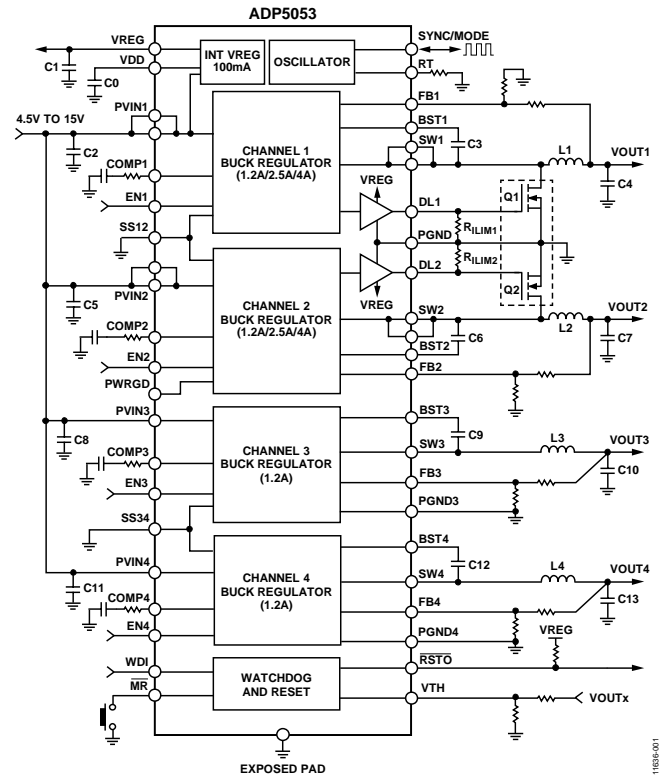 ADP5053
VREG
C1
VDD
C0
INT VREG
100mA
OSCILLATOR
SYNC/MODE
RT
FB1
4.5V TO 15V
PVIN1
C2
COMP1
EN1
SS12
CHANNEL 1
BUCK REGULATOR
(1.2A/2.5A/4A)
BST1
SW1
C3
L1
VOUT1
C4
VREG
DL1
Q1
RILIM1
PGND
RILIM2
DL2
Q2
VREG
PVIN2
C5
COMP2
EN2
PWRGD
CHANNEL 2
BUCK REGULATOR
(1.2A/2.5A/4A)
SW2
L2
VOUT2
C6
C7
BST2
FB2
PVIN3
C8
COMP3
EN3
SS34
CHANNEL 3
BUCK REGULATOR
(1.2A)
BST3
C9
SW3
L3
VOUT3
FB3
C10
PGND3
PVIN4
C11
COMP4
EN4
CHANNEL 4
BUCK REGULATOR
(1.2A)
BST4
C12
SW4
L4
VOUT4
FB4
C13
PGND4
VREG
WDI
MR
WATCHDOG
AND RESET
RSTO
VTH
VOUTx
EXPOSED PAD
11636-001